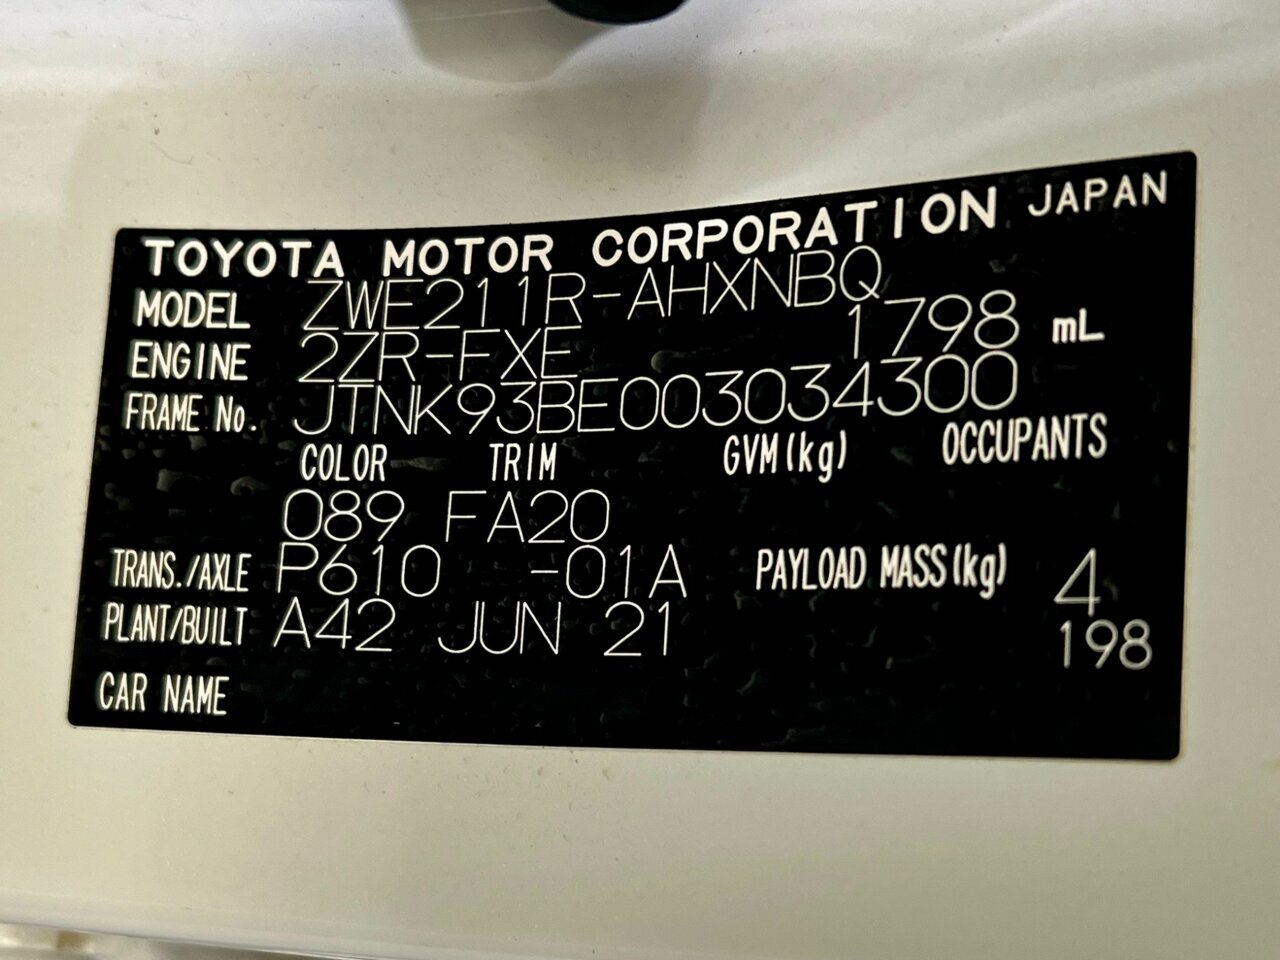 TOYOTA MOTOR CORPORATION JAPAN
MODEL ZWE211R-AHXNBQ
ENGINE 2ZR-FXE 1798 mL
FRAME No. JTNK93BE003034300
COLOR TRIM GVM(kg) OCCUPANTS
089 FA20
TRANS./AXLE P610 -01A PAYLOAD MASS(kg) 4
PLANT/BUILT A42 JUN 21 198
CAR NAME